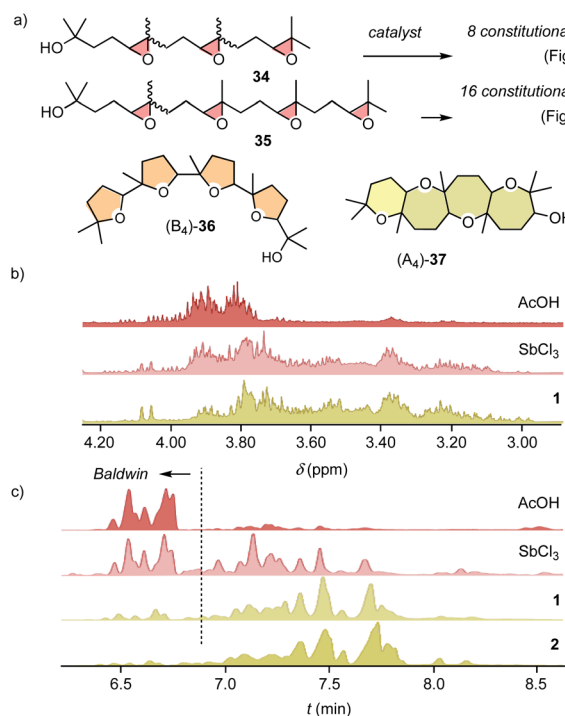 a)
HO
O
O
O
34
catalyst
8 constitutional
(Fig
HO
O
O
O
O
35
16 constitutional
(Fig
O
O
O
O
(B4)-36
HO
O
O
O
O
OH
(A4)-37
b)
AcOH
SbCl3
1
4.20 4.00 3.80 3.60 3.40 3.20 3.00
δ (ppm)
c)
Baldwin
AcOH
SbCl3
1
2
6.5 7.0 7.5 8.0 8.5
t (min)